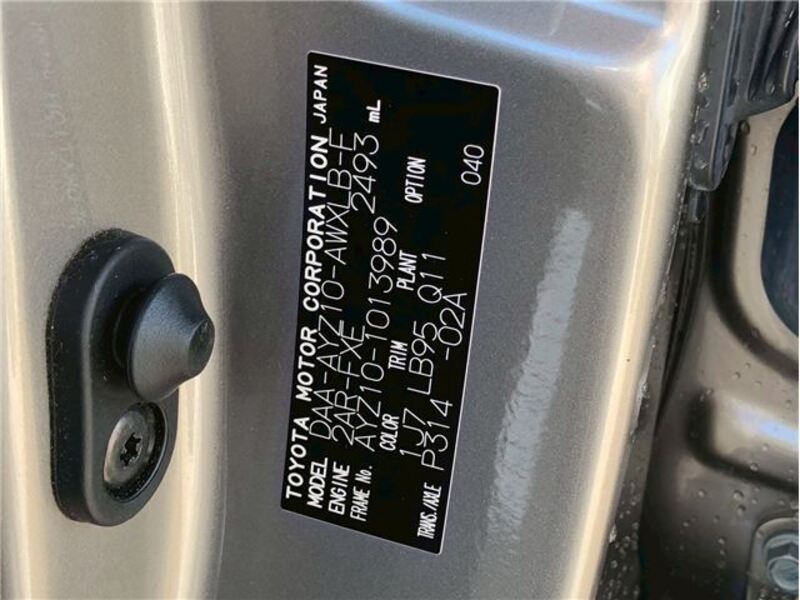 TOYOTA MOTOR CORPORATION JAPAN
MODEL DAA-AYZ10-AWXLB-E
ENGINE 2AR-FXE 2493 mL
FRAME No. AYZ10-1013989
COLOR TRIM PLANT OPTION
1J7 LB95 Q11 040
TRANS./AXLE P314 -02A